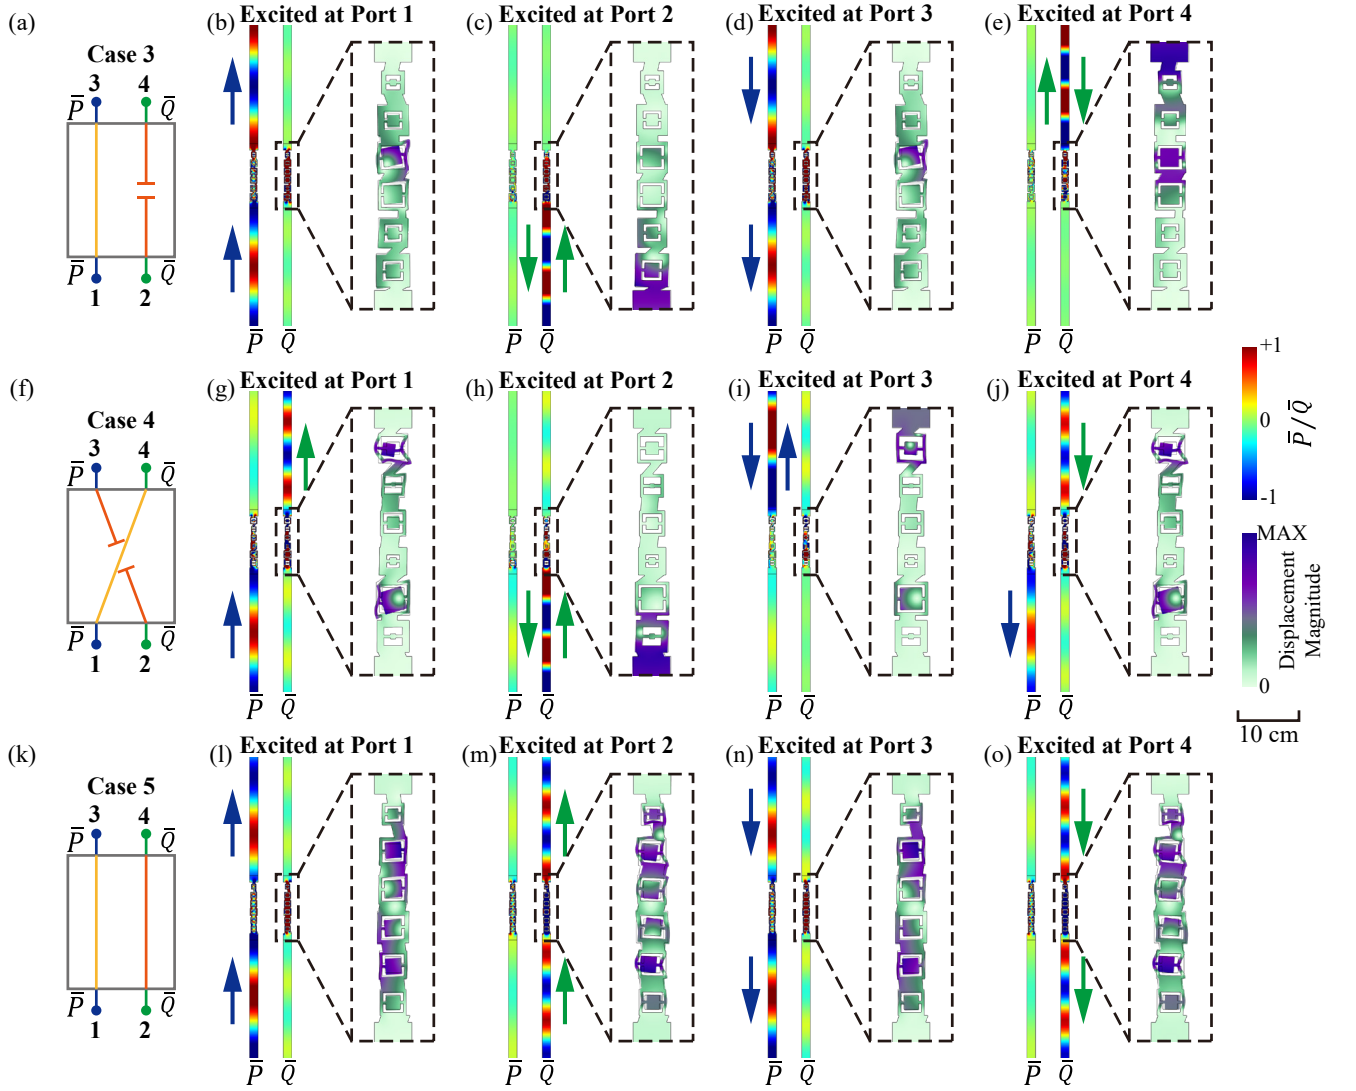 (a)
Case 3
3 4
P̅ Q̅
P̅ Q̅
1 2
(b) Excited at Port 1
P̅ Q̅
(c) Excited at Port 2
P̅ Q̅
(d) Excited at Port 3
P̅ Q̅
(e) Excited at Port 4
P̅ Q̅
(f)
Case 4
3 4
P̅ Q̅
P̅ Q̅
1 2
(g) Excited at Port 1
P̅ Q̅
(h) Excited at Port 2
P̅ Q̅
(i) Excited at Port 3
P̅ Q̅
(j) Excited at Port 4
P̅ Q̅
+1
0
-1
P̅/Q̅
MAX
0
Displacement
Magnitude
10 cm
(k)
Case 5
3 4
P̅ Q̅
P̅ Q̅
1 2
(l) Excited at Port 1
P̅ Q̅
(m) Excited at Port 2
P̅ Q̅
(n) Excited at Port 3
P̅ Q̅
(o) Excited at Port 4
P̅ Q̅